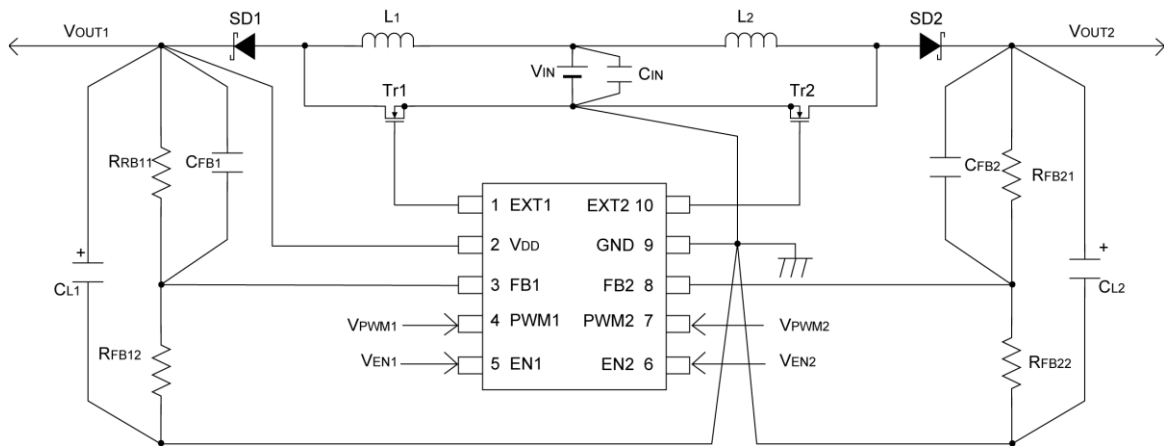 VOUT1
SD1
L1
L2
SD2
VOUT2
VIN
CIN
Tr1
Tr2
RRB11
CFB1
CFB2
RFB21
1 EXT1
EXT2 10
2 VDD
GND 9
+
CL1
3 FB1
FB2 8
+
CL2
VPWM1
4 PWM1
PWM2 7
VPWM2
RFB12
VEN1
5 EN1
EN2 6
VEN2
RFB22